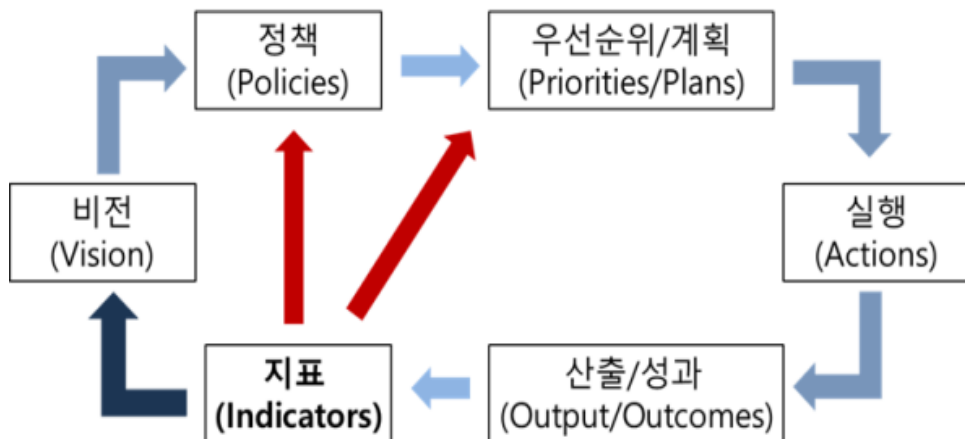 정책
(Policies)
우선순위/계획
(Priorities/Plans)
비전
(Vision)
실행
(Actions)
지표
(Indicators)
산출/성과
(Output/Outcomes)